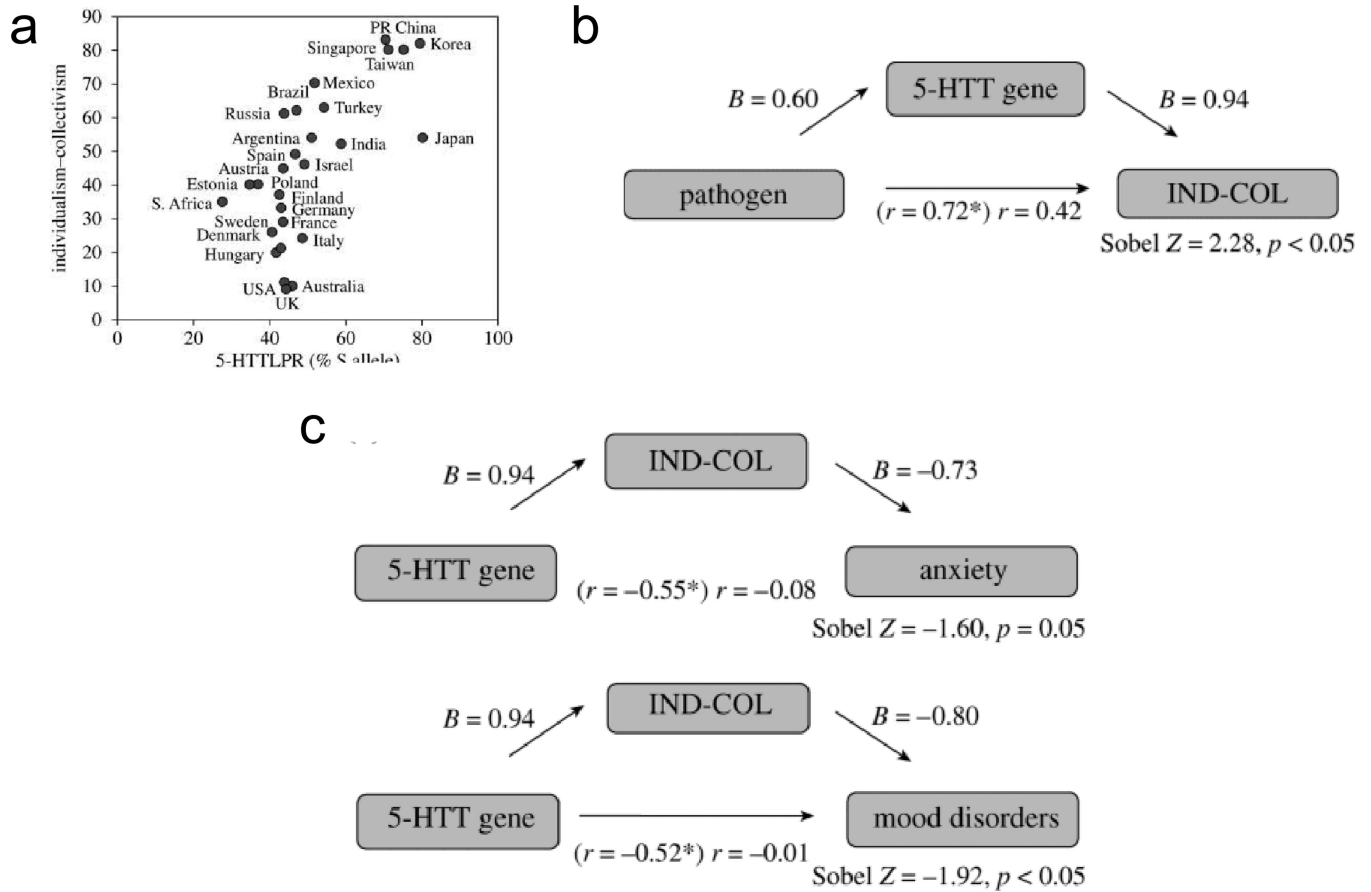 a
individualism–collectivism
90
80
70
60
50
40
30
20
10
0
PR China
Singapore
Korea
Taiwan
Mexico
Brazil
Turkey
Russia
Argentina
India
Japan
Spain
Israel
Austria
Estonia
Poland
S. Africa
Finland
Germany
Sweden
France
Denmark
Italy
Hungary
USA
Australia
UK
0 20 40 60 80 100
5-HTTLPR (% S allele)
b
5-HTT gene
B = 0.60
B = 0.94
pathogen
IND-COL
(r = 0.72*) r = 0.42
Sobel Z = 2.28, p < 0.05
c
IND-COL
B = 0.94
B = –0.73
5-HTT gene
anxiety
(r = –0.55*) r = –0.08
Sobel Z = –1.60, p = 0.05
IND-COL
B = 0.94
B = –0.80
5-HTT gene
mood disorders
(r = –0.52*) r = –0.01
Sobel Z = –1.92, p < 0.05